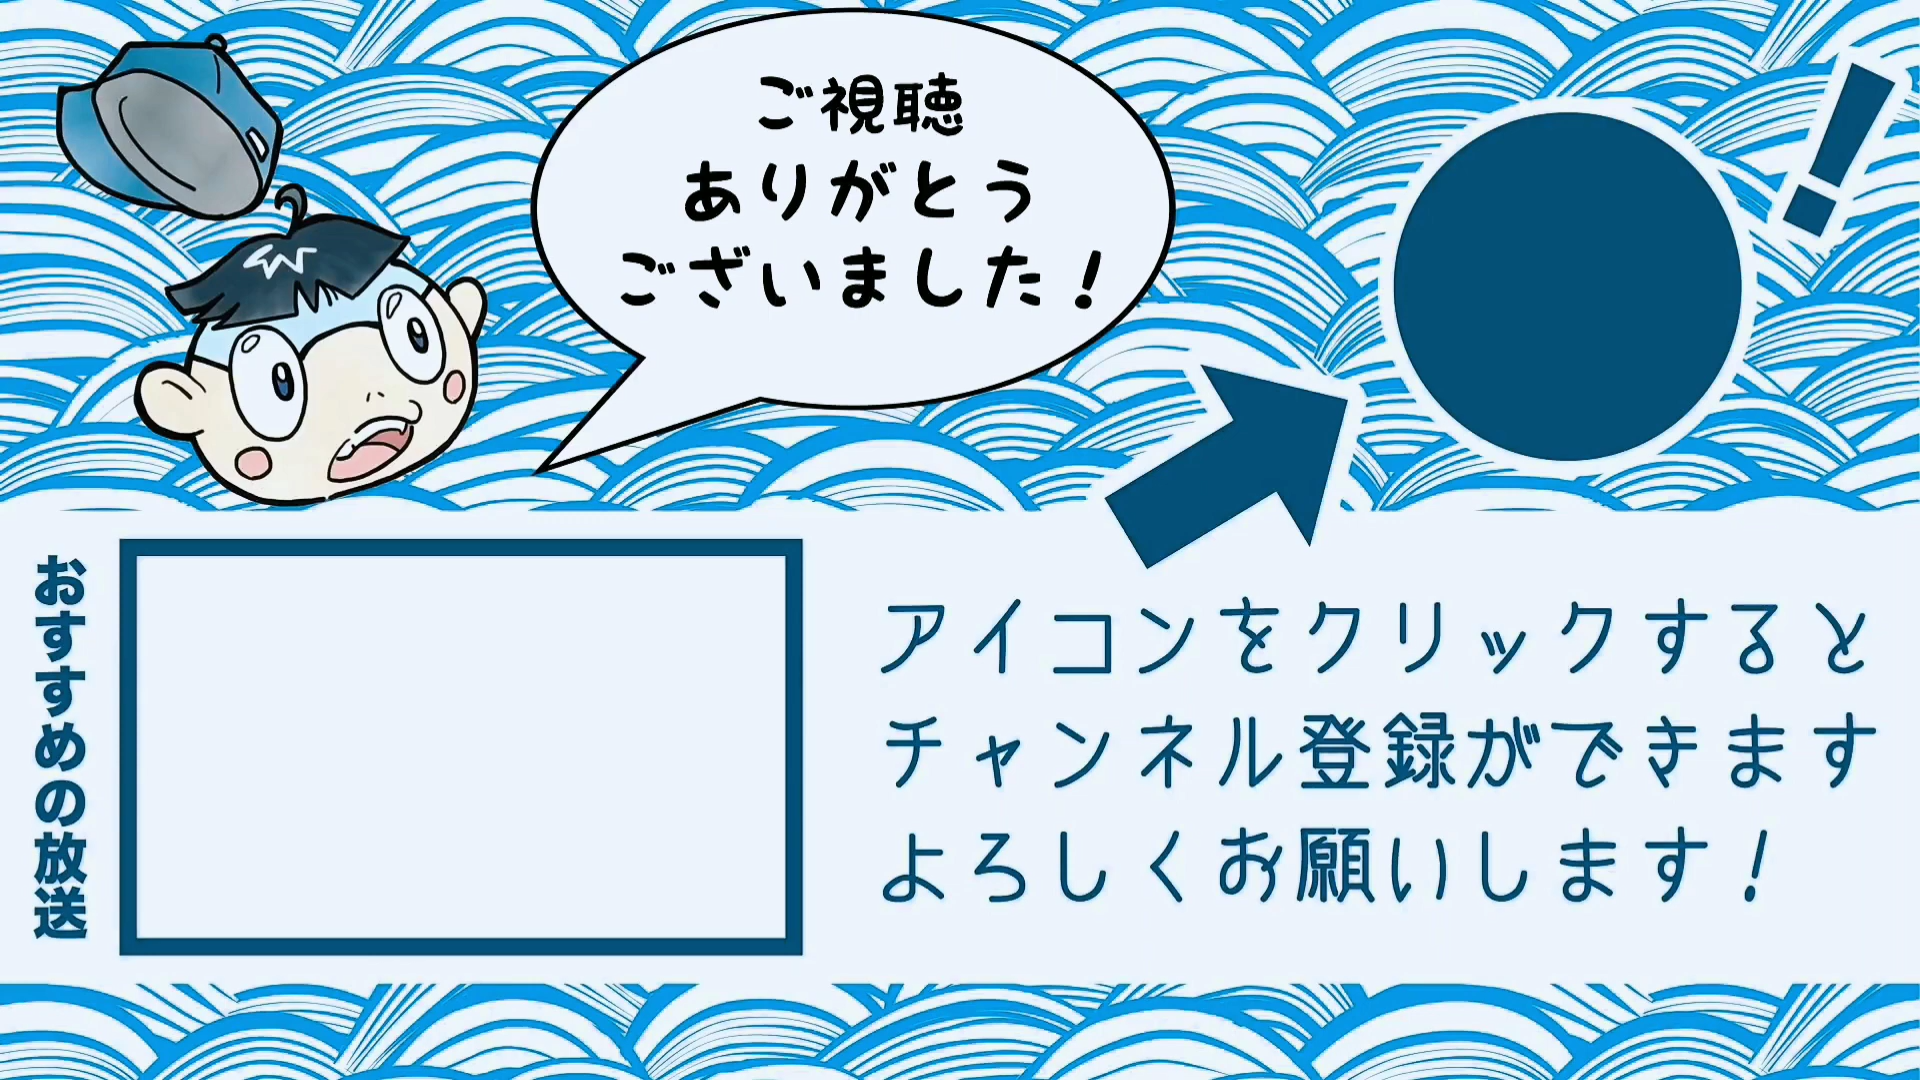 ご視聴
ありがとう
ございました！
おすすめの放送
アイコンをクリックすると
チャンネル登録ができます
よろしくお願いします！